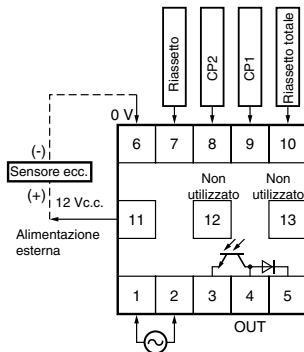 Riassetto
CP2
CP1
Riassetto totale
0 V
(-)
Sensore ecc.
(+)
12 Vc.c.
Alimentazione
esterna
6 7 8 9 10
Non
utilizzato
Non
utilizzato
11 12 13
1 2 3 4 5
OUT